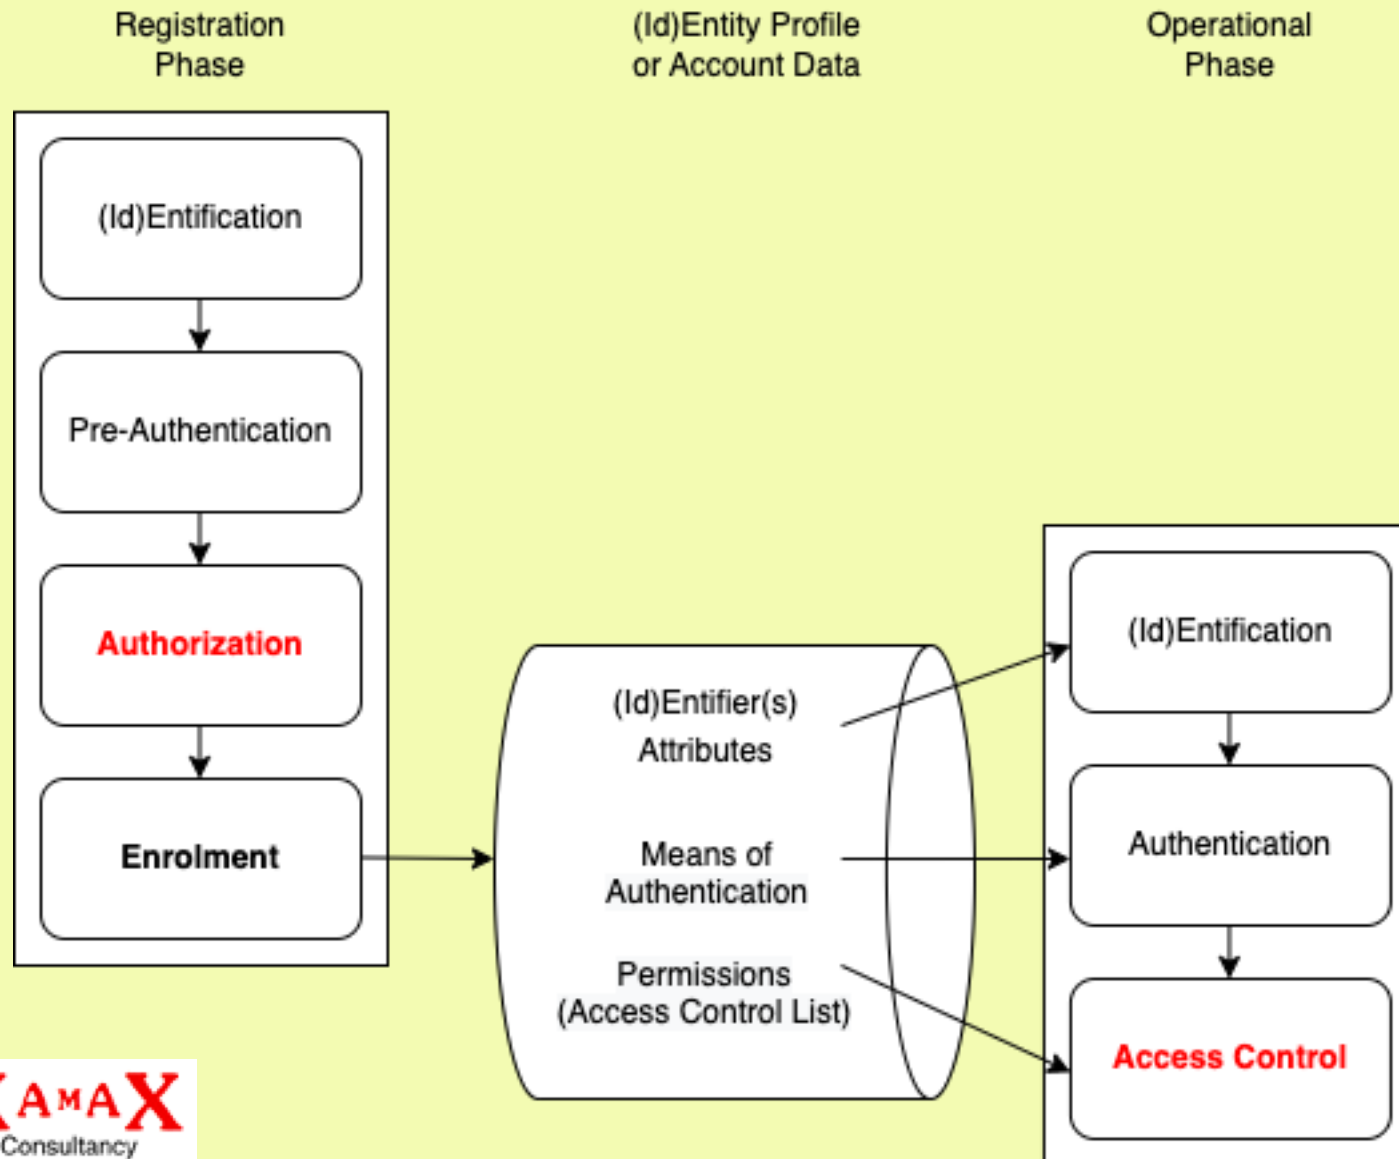 Registration
Phase
(Id)Entity Profile
or Account Data
Operational
Phase
(Id)Entification
Pre-Authentication
Authorization
Enrolment
(Id)Entifier(s)
Attributes
Means of
Authentication
Permissions
(Access Control List)
(Id)Entification
Authentication
Access Control
XAMAX
Consultancy